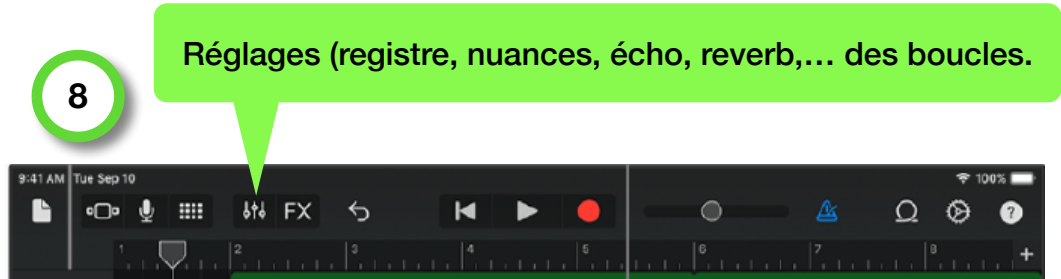 Réglages (registre, nuances, écho, reverb,... des boucles.
8
9:41 AM Tue Sep 10
100%
FX
?
1 2 3 4 5 6 7 8 +